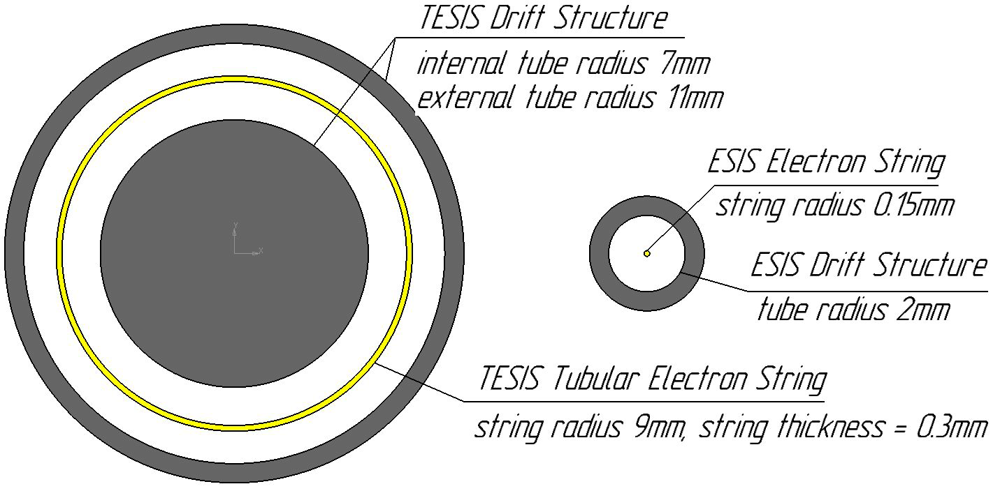 TESIS Drift Structure
internal tube radius 7mm
external tube radius 11mm
ESIS Electron String
string radius 0.15mm
ESIS Drift Structure
tube radius 2mm
Y
X
TESIS Tubular Electron String
string radius 9mm, string thickness = 0.3mm